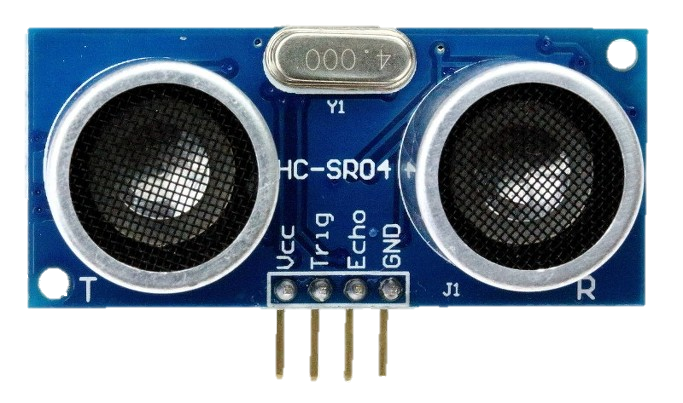 4.000
Y1
HC-SR04
Vcc
Trig
Echo
GND
T
J1
R